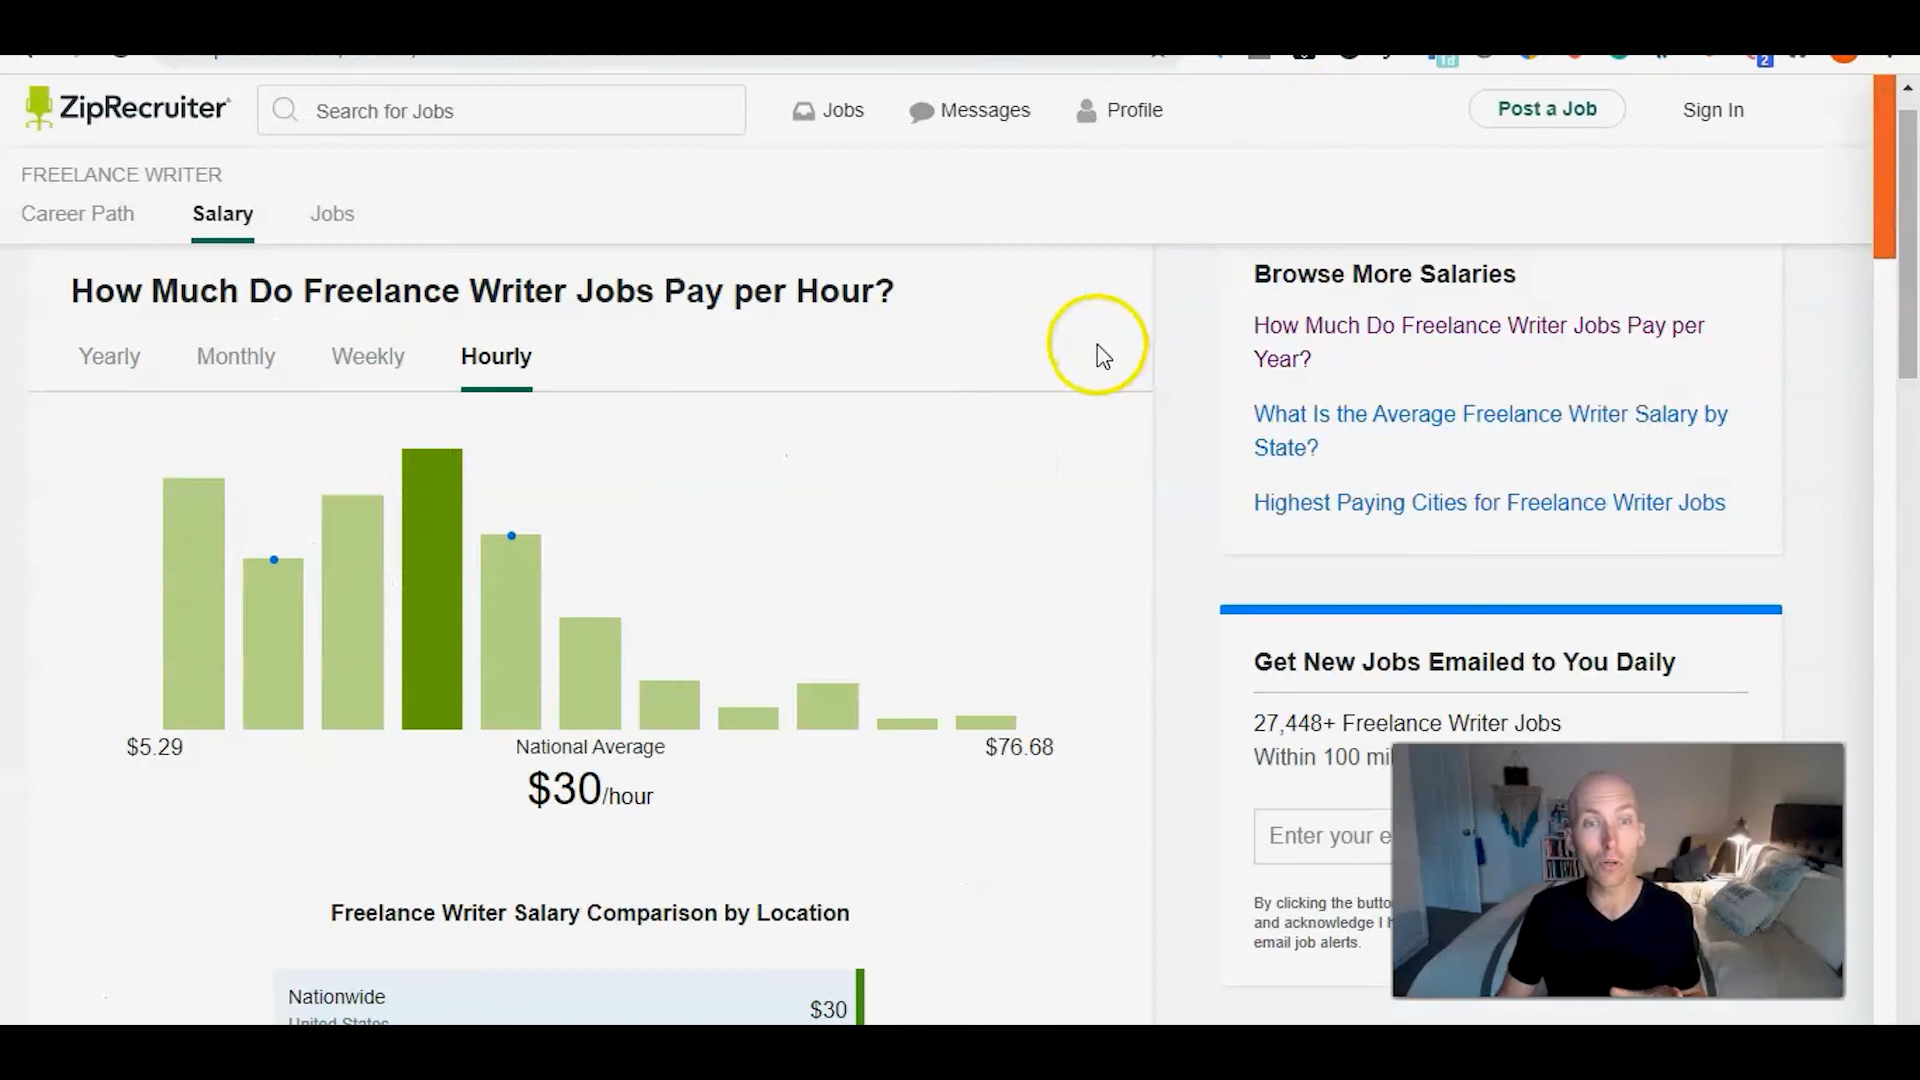 ZipRecruiter
Search for Jobs
Jobs
Messages
Profile
Post a Job
Sign In
FREELANCE WRITER
Career Path
Salary
Jobs
How Much Do Freelance Writer Jobs Pay per Hour?
Yearly
Monthly
Weekly
Hourly
$5.29
National Average
$76.68
$30/hour
Freelance Writer Salary Comparison by Location
Nationwide
United States
$30
Browse More Salaries
How Much Do Freelance Writer Jobs Pay per
Year?
What Is the Average Freelance Writer Salary by
State?
Highest Paying Cities for Freelance Writer Jobs
Get New Jobs Emailed to You Daily
27,448+ Freelance Writer Jobs
Within 100 mi
Enter your e
By clicking the butto
and acknowledge I h
email job alerts.
1d
2